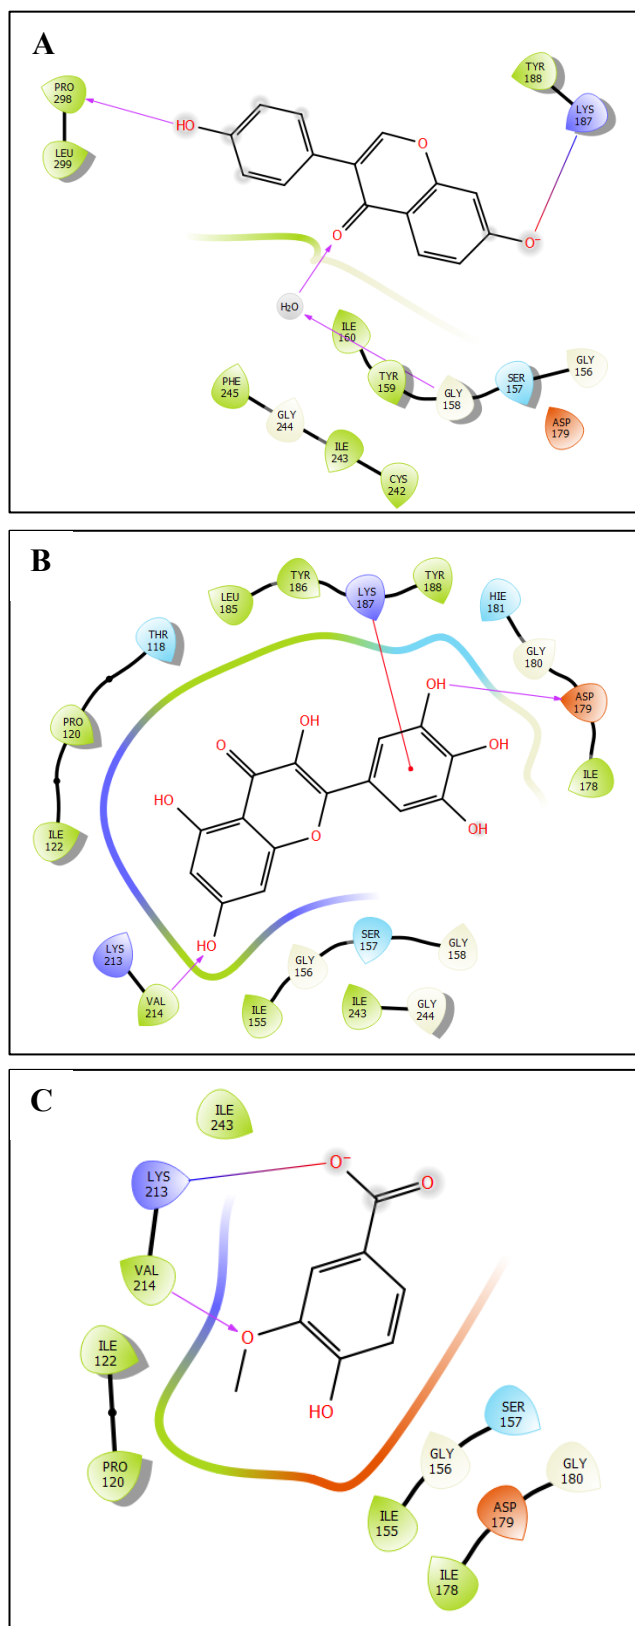 A
PRO
298
LEU
299
HO
O
O
O⁻
TYR
188
LYS
187
H₂O
ILE
160
TYR
159
GLY
158
SER
157
GLY
156
ASP
179
PHE
245
GLY
244
ILE
243
CYS
242
B
LEU
185
TYR
186
LYS
187
TYR
188
HIE
181
GLY
180
ASP
179
ILE
178
THR
118
PRO
120
ILE
122
OH
OH
OH
OH
O
HO
O
HO
LYS
213
VAL
214
ILE
155
GLY
156
SER
157
GLY
158
ILE
243
GLY
244
C
ILE
243
LYS
213
VAL
214
O⁻
O
O
HO
ILE
122
PRO
120
SER
157
GLY
156
ILE
155
GLY
180
ASP
179
ILE
178